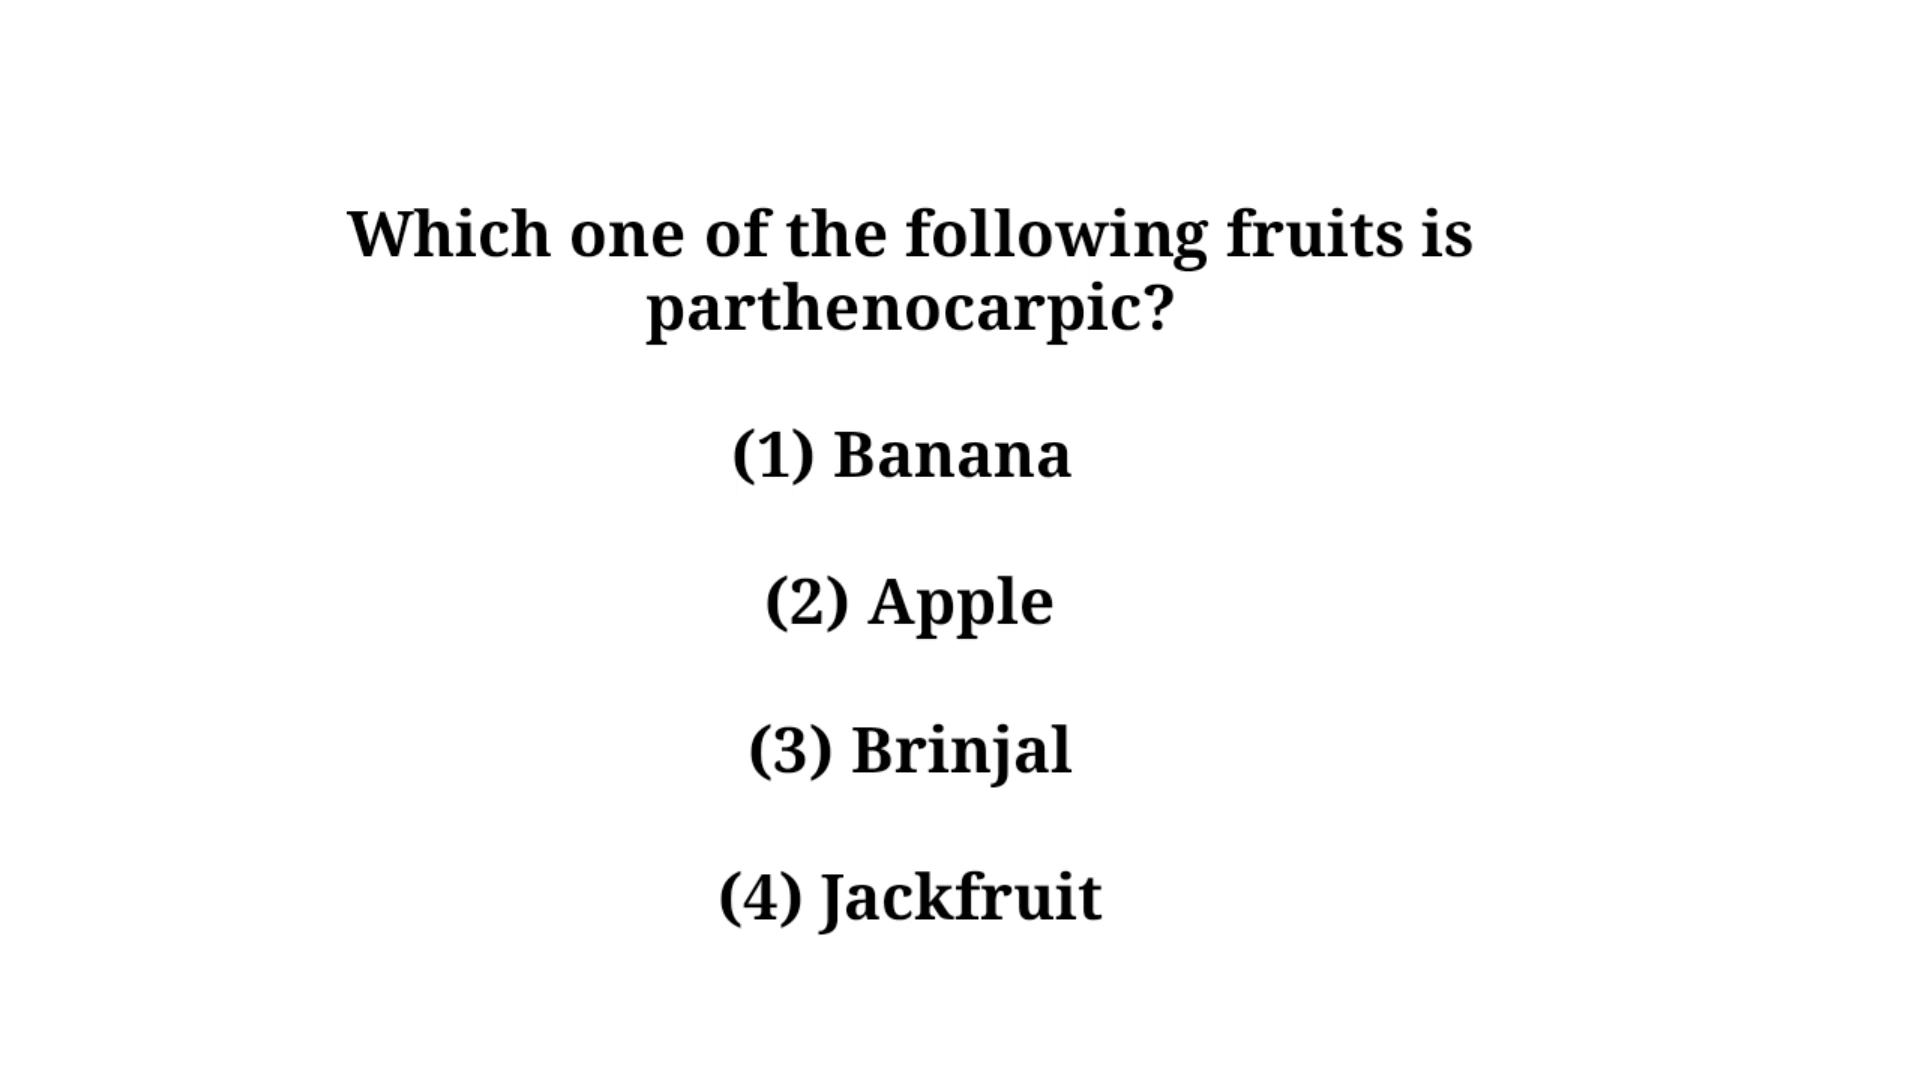 Which one of the following fruits is
parthenocarpic?
(1) Banana
(2) Apple
(3) Brinjal
(4) Jackfruit